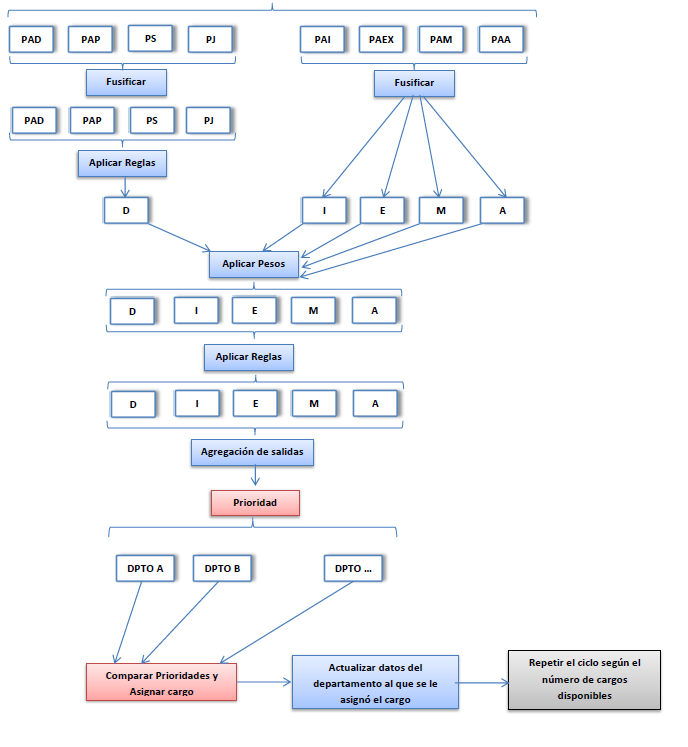 PAD PAP PS PJ PAI PAEX PAM PAA
Fusificar Fusificar
PAD PAP PS PJ
Aplicar Reglas
D I E M A
Aplicar Pesos
D I E M A
Aplicar Reglas
D I E M A
Agregación de salidas
Prioridad
DPTO A DPTO B DPTO ...
Comparar Prioridades y
Asignar cargo
Actualizar datos del
departamento al que se le
asignó el cargo
Repetir el ciclo según el
número de cargos
disponibles